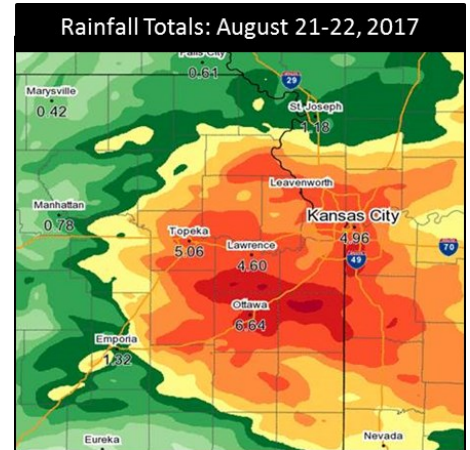 Rainfall Totals: August 21-22, 2017
Falls City
0.61
29
Marysville
0.42
St. Joseph
1.18
Leavenworth
Manhattan
0.78
Kansas City
4.96
Topeka
5.06
Lawrence
4.60
49
70
Ottawa
6.64
Emporia
1.32
Eureka
Nevada